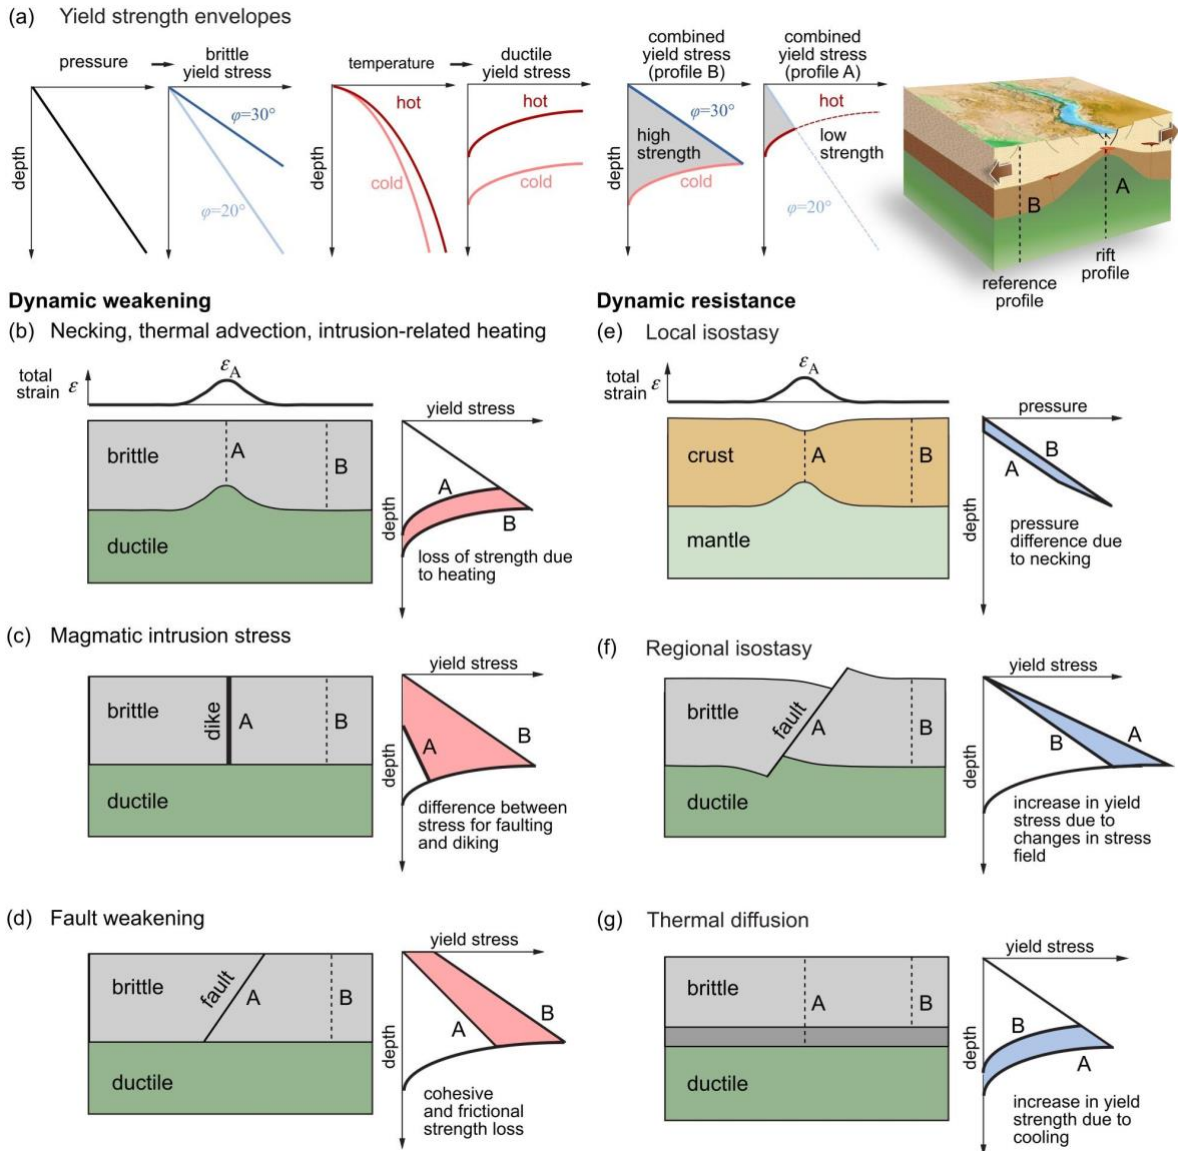 (a) Yield strength envelopes
pressure
brittle
yield stress
depth
φ=30°
φ=20°
temperature
ductile
yield stress
depth
hot
cold
hot
cold
combined
yield stress
(profile B)
φ=30°
high
strength
cold
combined
yield stress
(profile A)
hot
low
strength
φ=20°
A
B
rift
profile
reference
profile
Dynamic weakening
(b) Necking, thermal advection, intrusion-related heating
total
strain
ε
εA
brittle
A
B
ductile
yield stress
depth
A
B
loss of strength due
to heating
(c) Magmatic intrusion stress
brittle
dike
A
B
ductile
yield stress
depth
A
B
difference between
stress for faulting
and diking
(d) Fault weakening
brittle
fault
A
B
ductile
yield stress
depth
A
B
cohesive
and frictional
strength loss
Dynamic resistance
(e) Local isostasy
total
strain
ε
εA
crust
A
B
mantle
pressure
depth
B
A
pressure
difference due
to necking
(f) Regional isostasy
brittle
fault
A
B
ductile
yield stress
depth
B
A
increase in yield
stress due to
changes in stress
field
(g) Thermal diffusion
brittle
A
B
ductile
yield stress
depth
B
A
increase in yield
strength due to
cooling